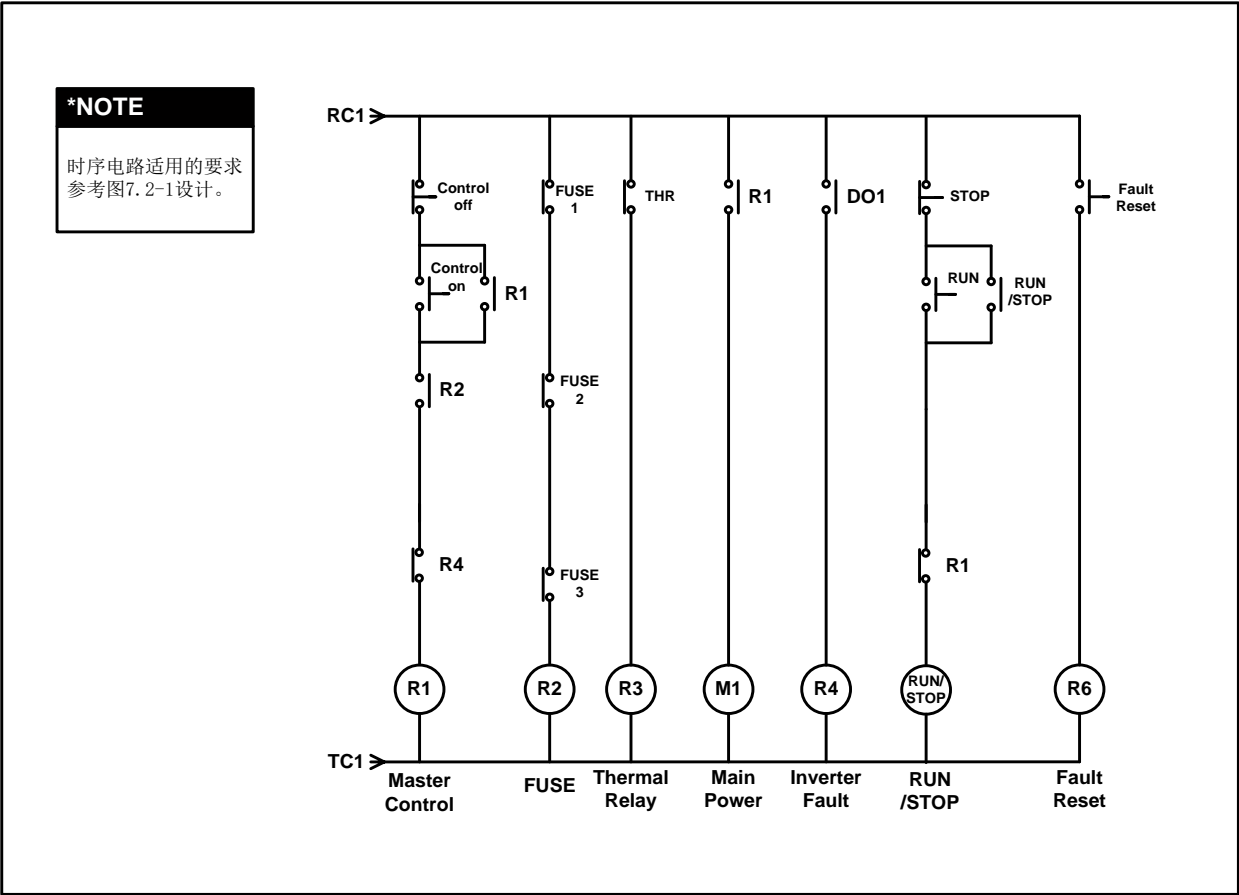 *NOTE
时序电路适用的要求
参考图7.2-1设计。
RC1
Control
off
FUSE
1
THR
R1
DO1
STOP
Fault
Reset
Control
on
R1
RUN
RUN
/STOP
R2
FUSE
2
R4
FUSE
3
R1
R1
R2
R3
M1
R4
RUN/
STOP
R6
TC1
Master
Control
FUSE
Thermal
Relay
Main
Power
Inverter
Fault
RUN
/STOP
Fault
Reset